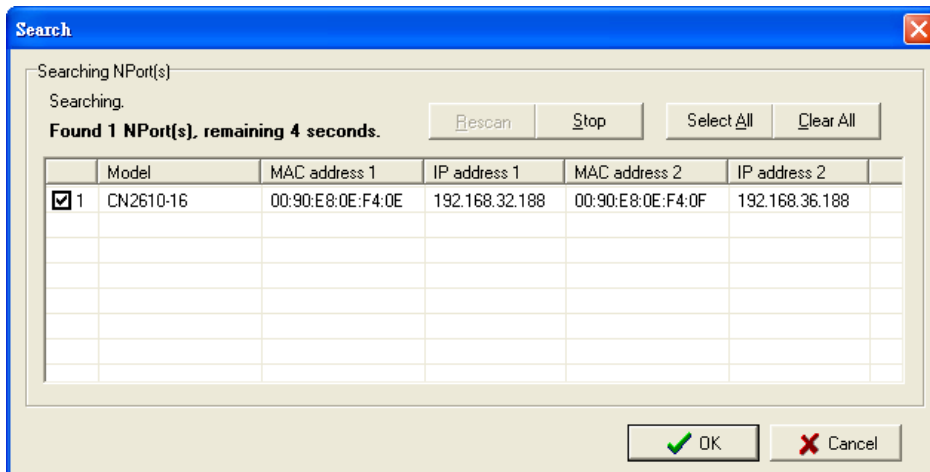 Search
Searching NPort(s)
Searching.
Found 1 NPort(s), remaining 4 seconds.
Rescan Stop Select All Clear All
Model MAC address 1 IP address 1 MAC address 2 IP address 2
1 CN2610-16 00:90:E8:0E:F4:0E 192.168.32.188 00:90:E8:0E:F4:0F 192.168.36.188
OK Cancel